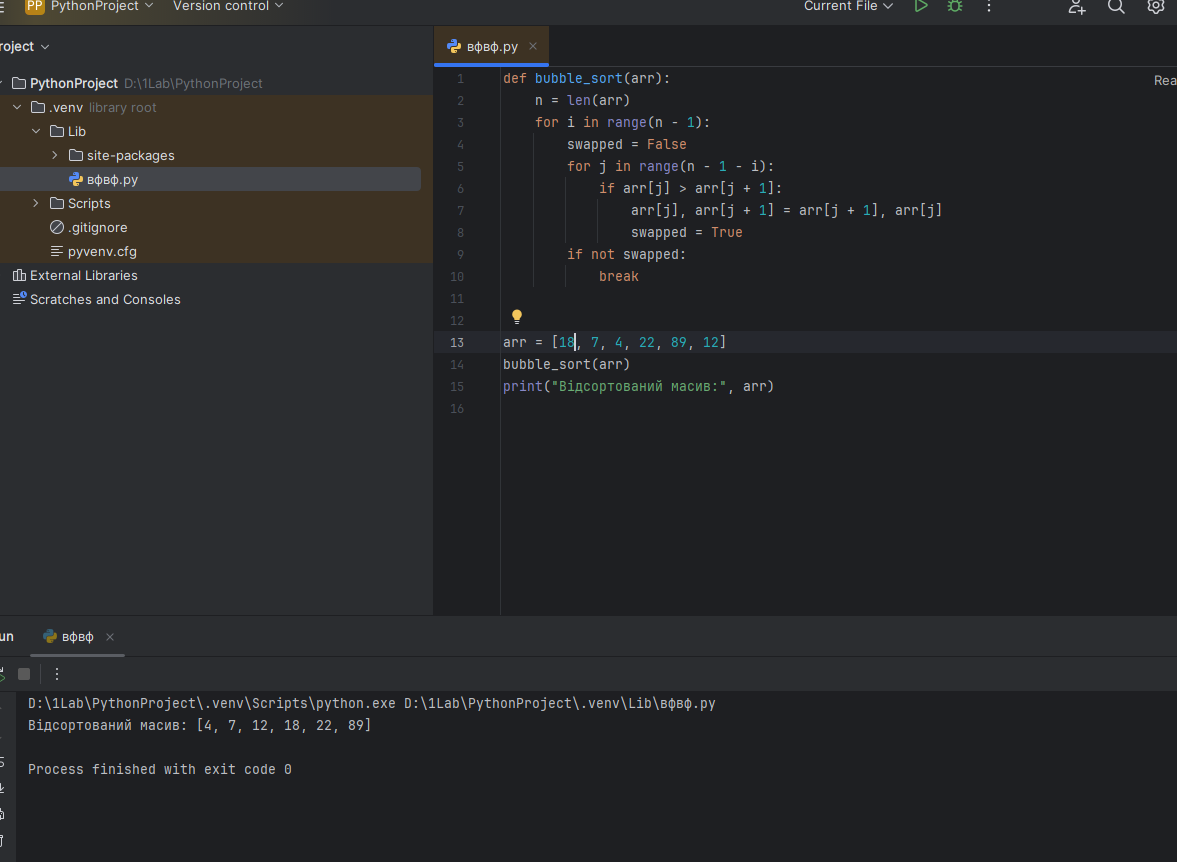 PP PythonProject Version control Current File
roject
PythonProject D:\1Lab\PythonProject
.venv library root
Lib
site-packages
вфвф.py
Scripts
.gitignore
pyvenv.cfg
External Libraries
Scratches and Consoles
вфвф.py
Rea
1 def bubble_sort(arr):
2     n = len(arr)
3     for i in range(n - 1):
4         swapped = False
5         for j in range(n - 1 - i):
6             if arr[j] > arr[j + 1]:
7                 arr[j], arr[j + 1] = arr[j + 1], arr[j]
8                 swapped = True
9         if not swapped:
10             break
11
12
13 arr = [18, 7, 4, 22, 89, 12]
14 bubble_sort(arr)
15 print("Відсортований масив:", arr)
16
un вфвф
D:\1Lab\PythonProject\.venv\Scripts\python.exe D:\1Lab\PythonProject\.venv\Lib\вфвф.py
Відсортований масив: [4, 7, 12, 18, 22, 89]
Process finished with exit code 0